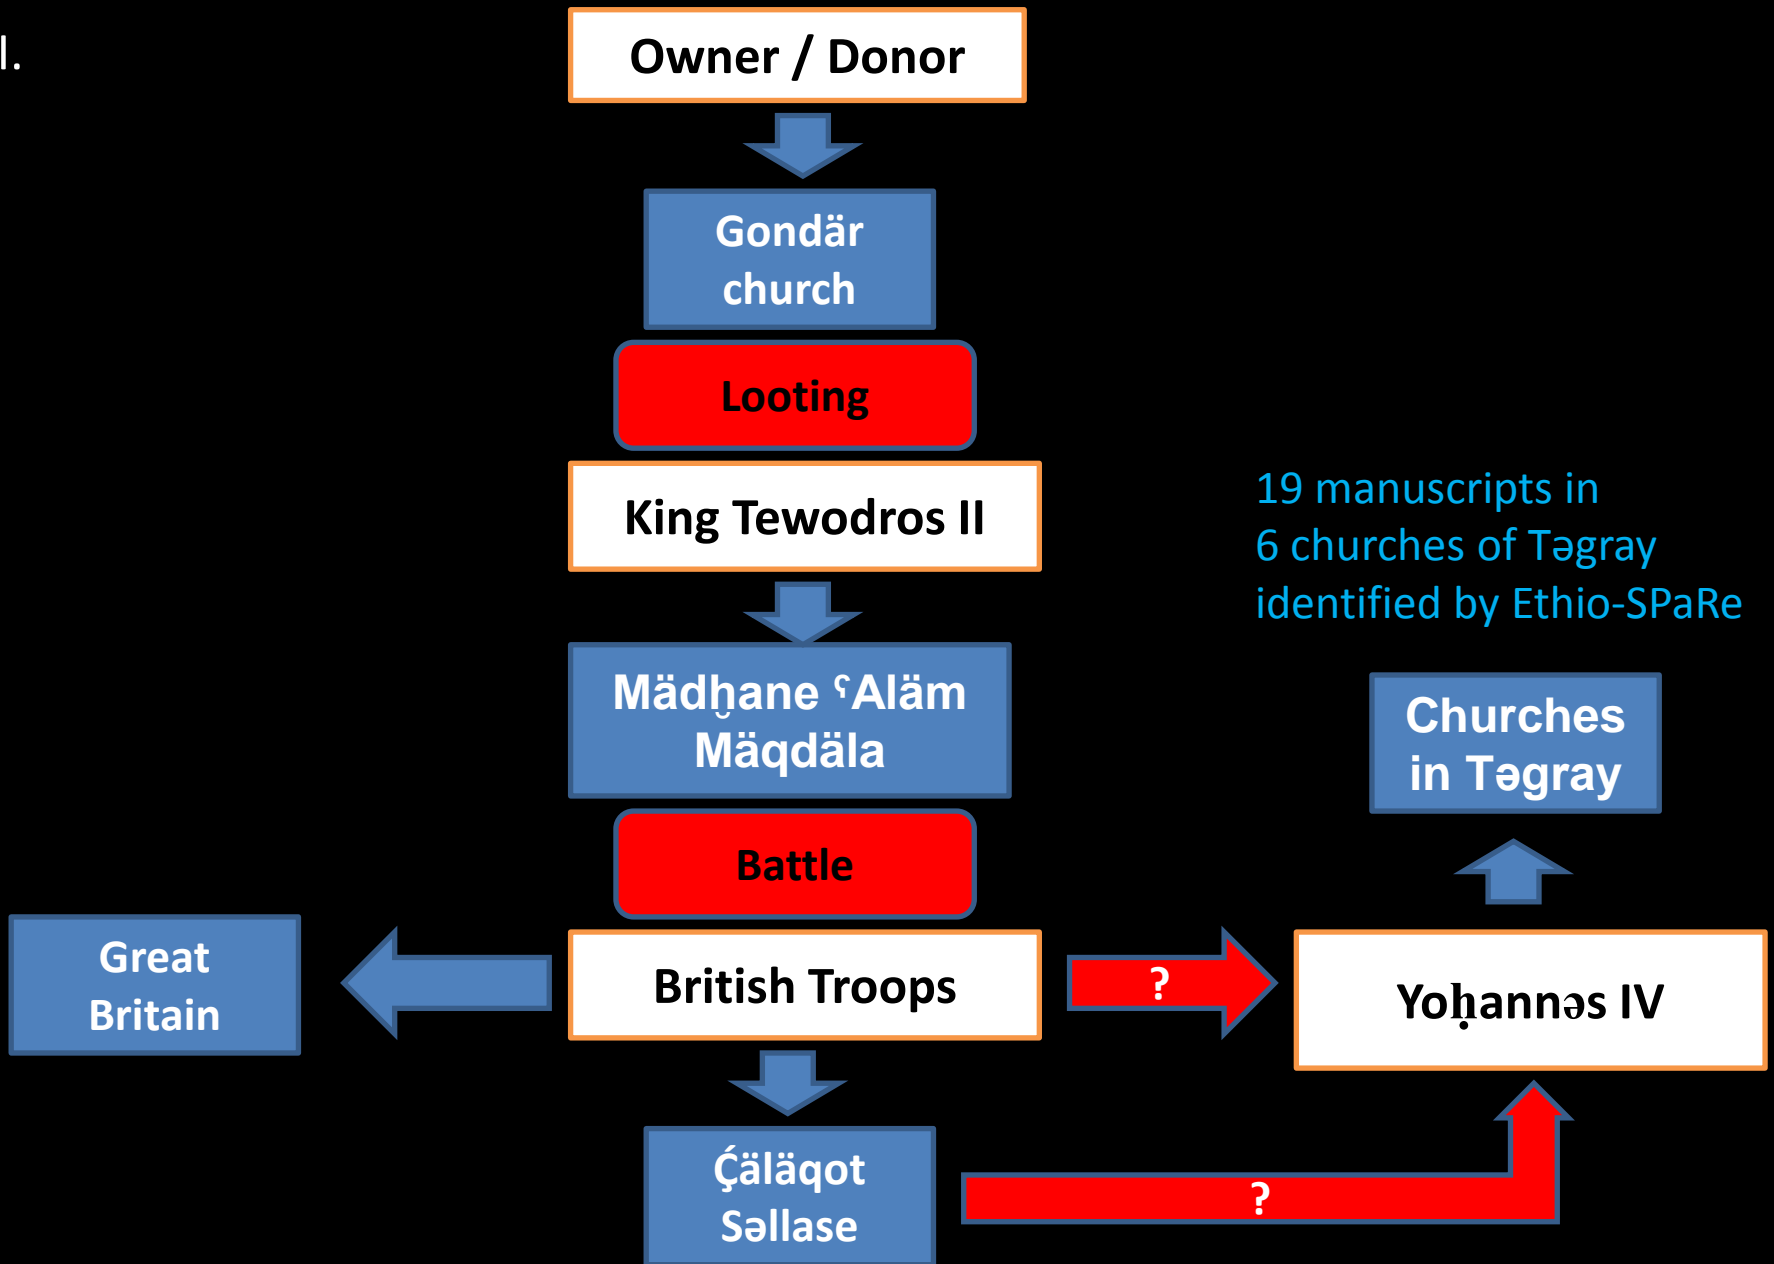 I.
Owner / Donor
Gondär
church
Looting
King Tewodros II
19 manuscripts in
6 churches of Təgray
identified by Ethio-SPaRe
Mädḫane ʿAläm
Mäqdäla
Churches
in Təgray
Battle
Great
Britain
British Troops
?
Yoḥannəs IV
Ḉäläqot
Səllase
?